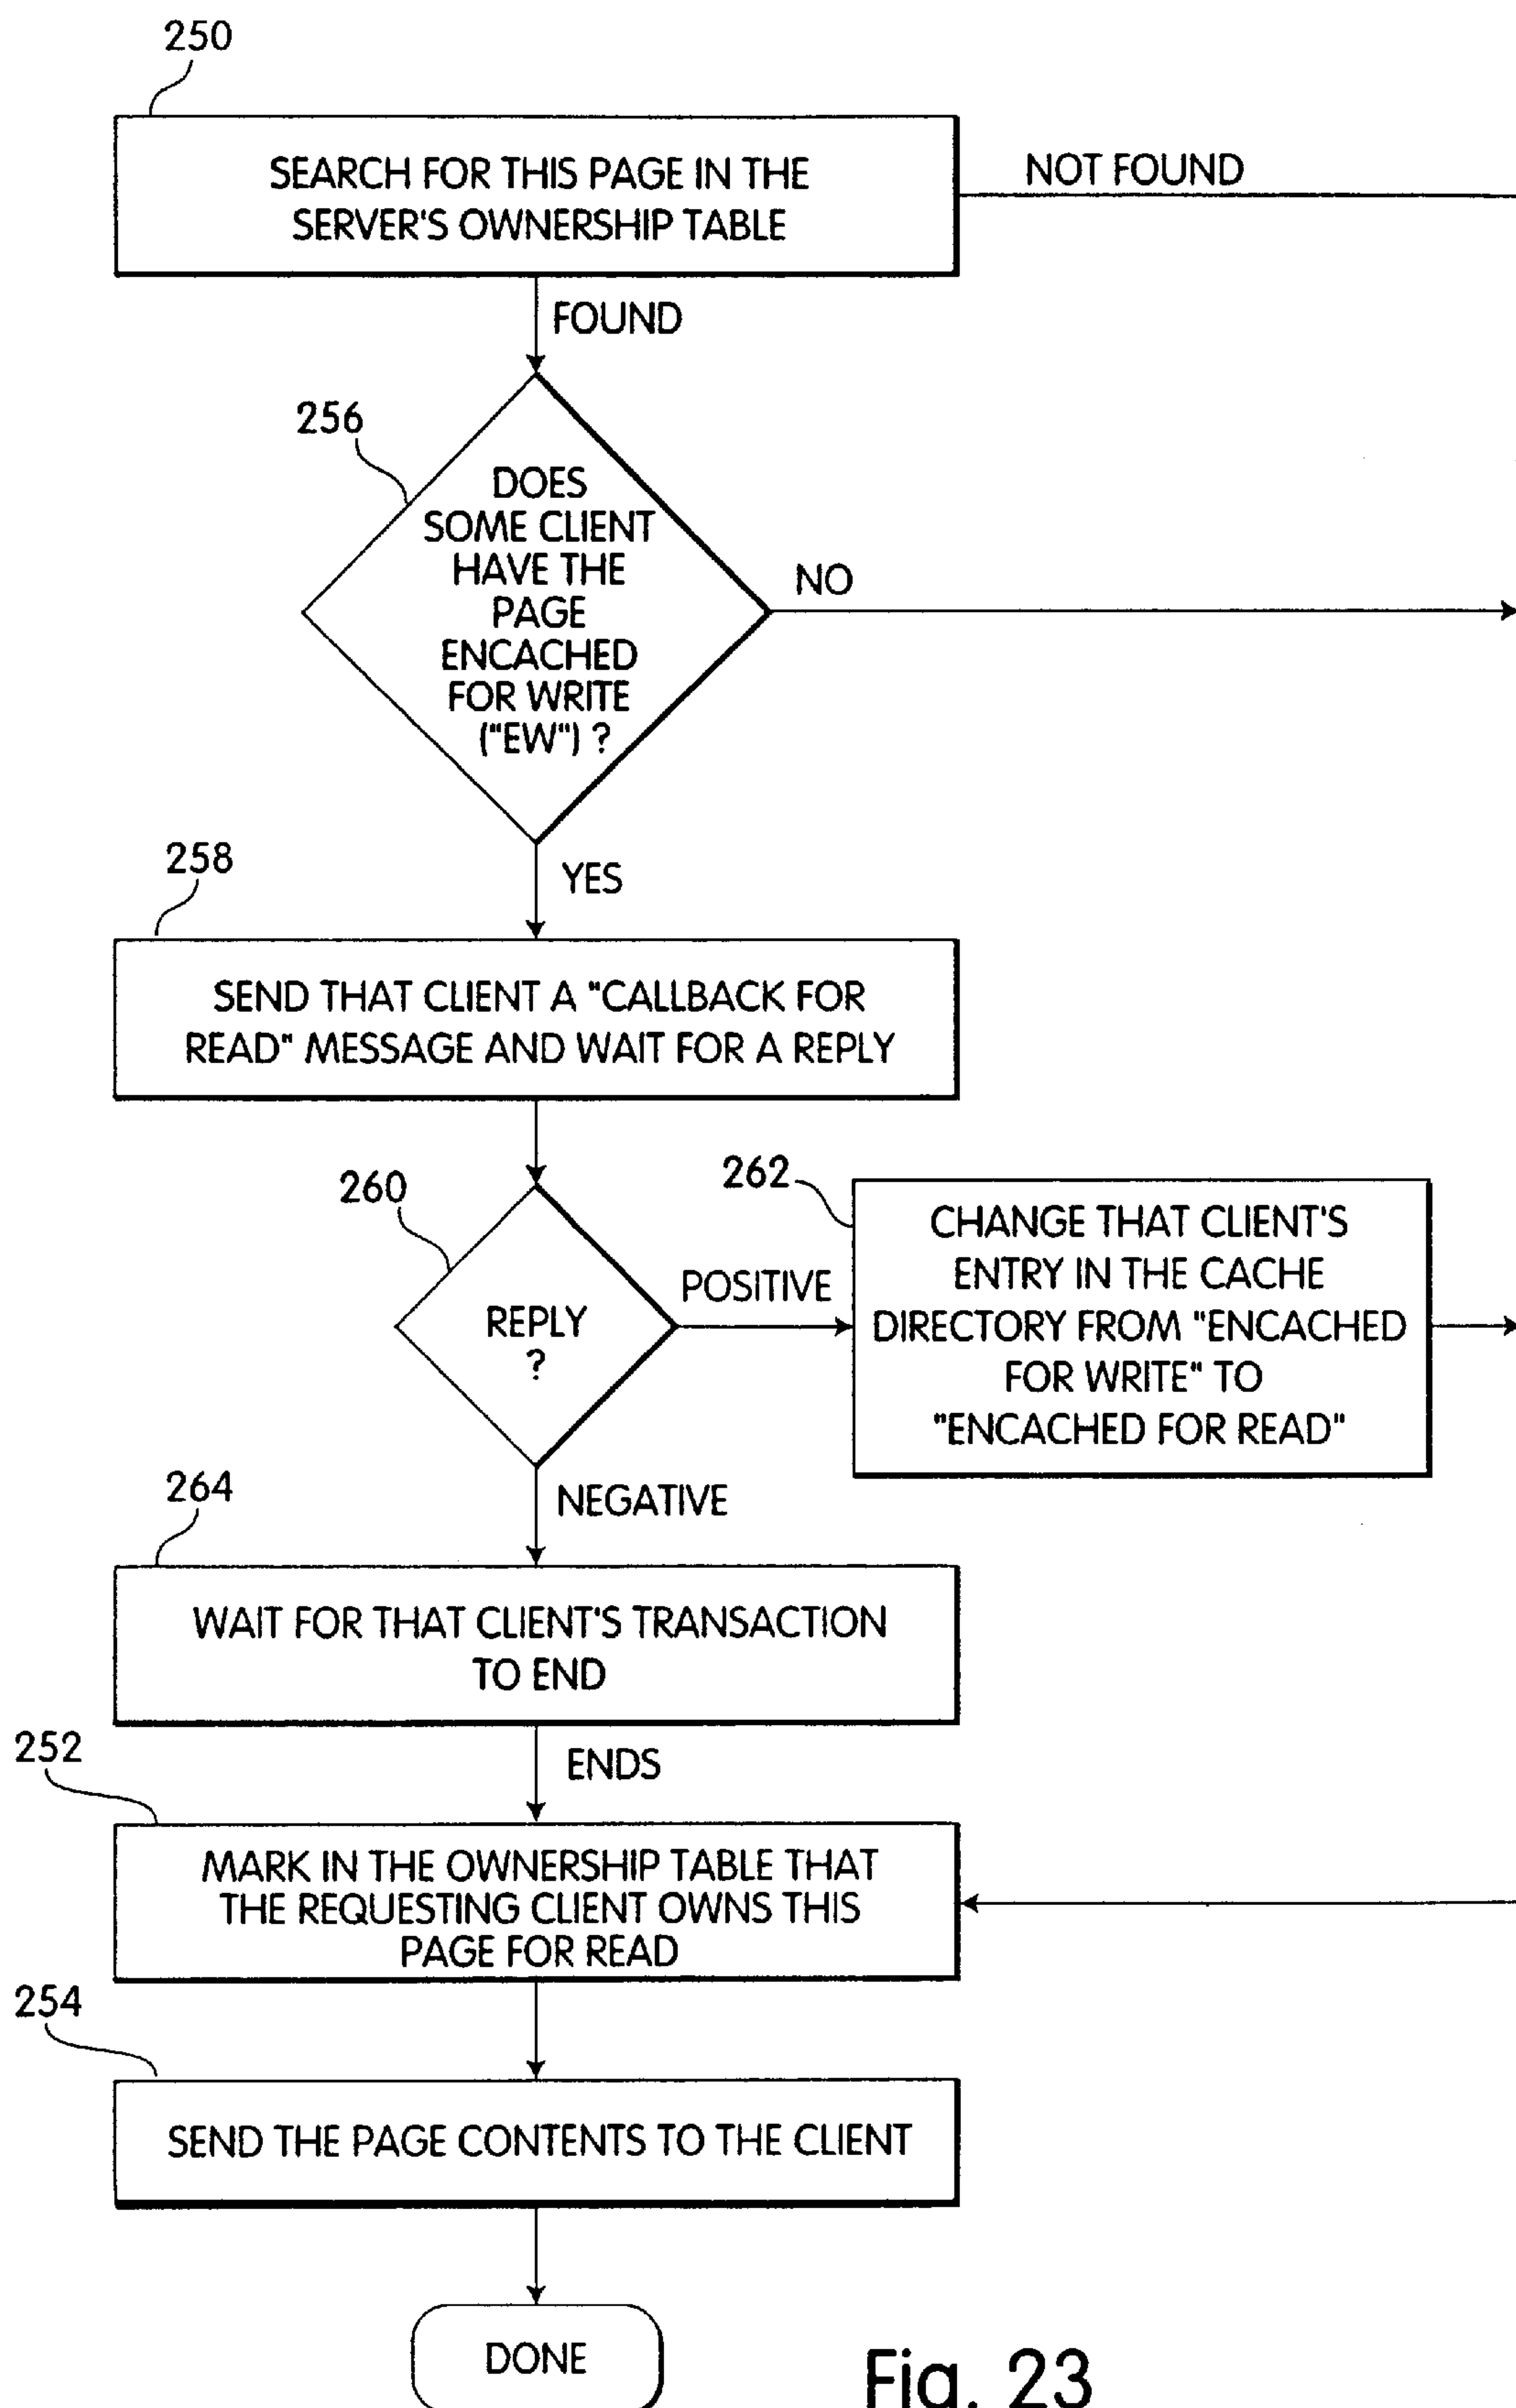 250
SEARCH FOR THIS PAGE IN THE
SERVER'S OWNERSHIP TABLE
NOT FOUND
FOUND
256
DOES
SOME CLIENT
HAVE THE
PAGE
ENCACHED
FOR WRITE
("EW") ?
NO
YES
258
SEND THAT CLIENT A "CALLBACK FOR
READ" MESSAGE AND WAIT FOR A REPLY
260
REPLY
?
POSITIVE
262
CHANGE THAT CLIENT'S
ENTRY IN THE CACHE
DIRECTORY FROM "ENCACHED
FOR WRITE" TO
"ENCACHED FOR READ"
NEGATIVE
264
WAIT FOR THAT CLIENT'S TRANSACTION
TO END
ENDS
252
MARK IN THE OWNERSHIP TABLE THAT
THE REQUESTING CLIENT OWNS THIS
PAGE FOR READ
254
SEND THE PAGE CONTENTS TO THE CLIENT
DONE
Fig. 23